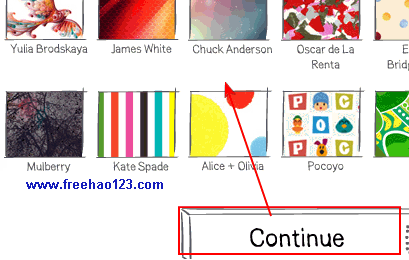 Yulia Brodskaya James White Chuck Anderson Oscar de La Renta E
Bridg
P O C
P O C
Mulberry Kate Spade Alice + Olivia Pocoyo
www.freehao123.com
Continue